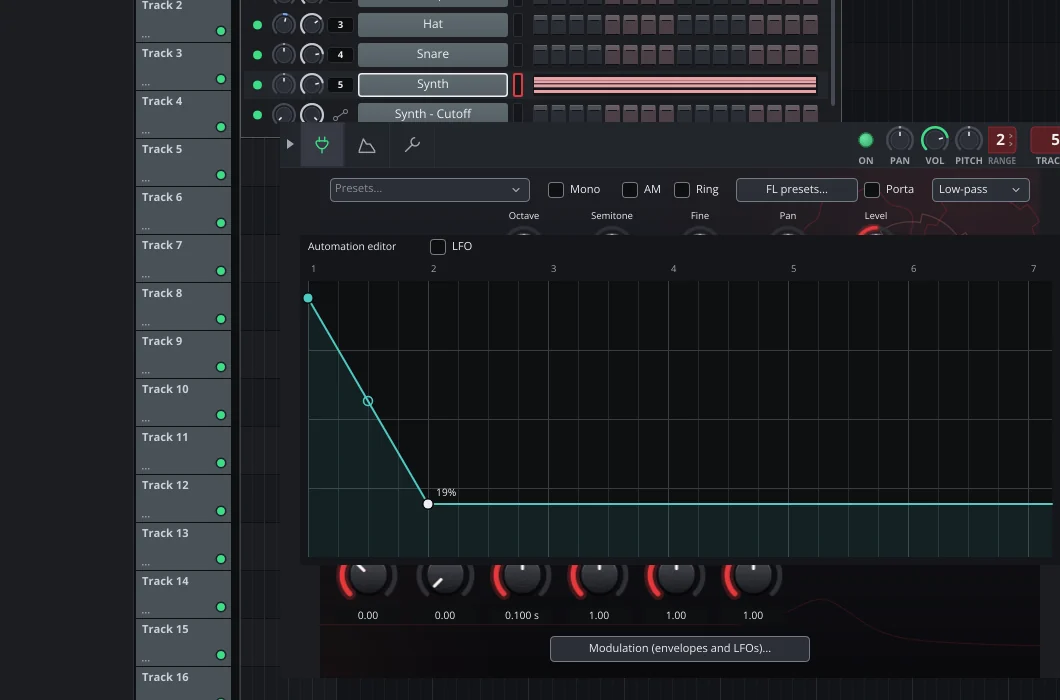 Track 2
...
Track 3
...
Track 4
...
Track 5
...
Track 6
...
Track 7
...
Track 8
...
Track 9
...
Track 10
...
Track 11
...
Track 12
...
Track 13
...
Track 14
...
Track 15
...
Track 16
3 Hat
4 Snare
5 Synth
Synth - Cutoff
2 5
ON PAN VOL PITCH RANGE TRAC
Presets... Mono AM Ring FL presets... Porta Low-pass
Octave Semitone Fine Pan Level
Automation editor LFO
1 2 3 4 5 6 7
19%
0.00 0.00 0.100 s 1.00 1.00 1.00
Modulation (envelopes and LFOs)...